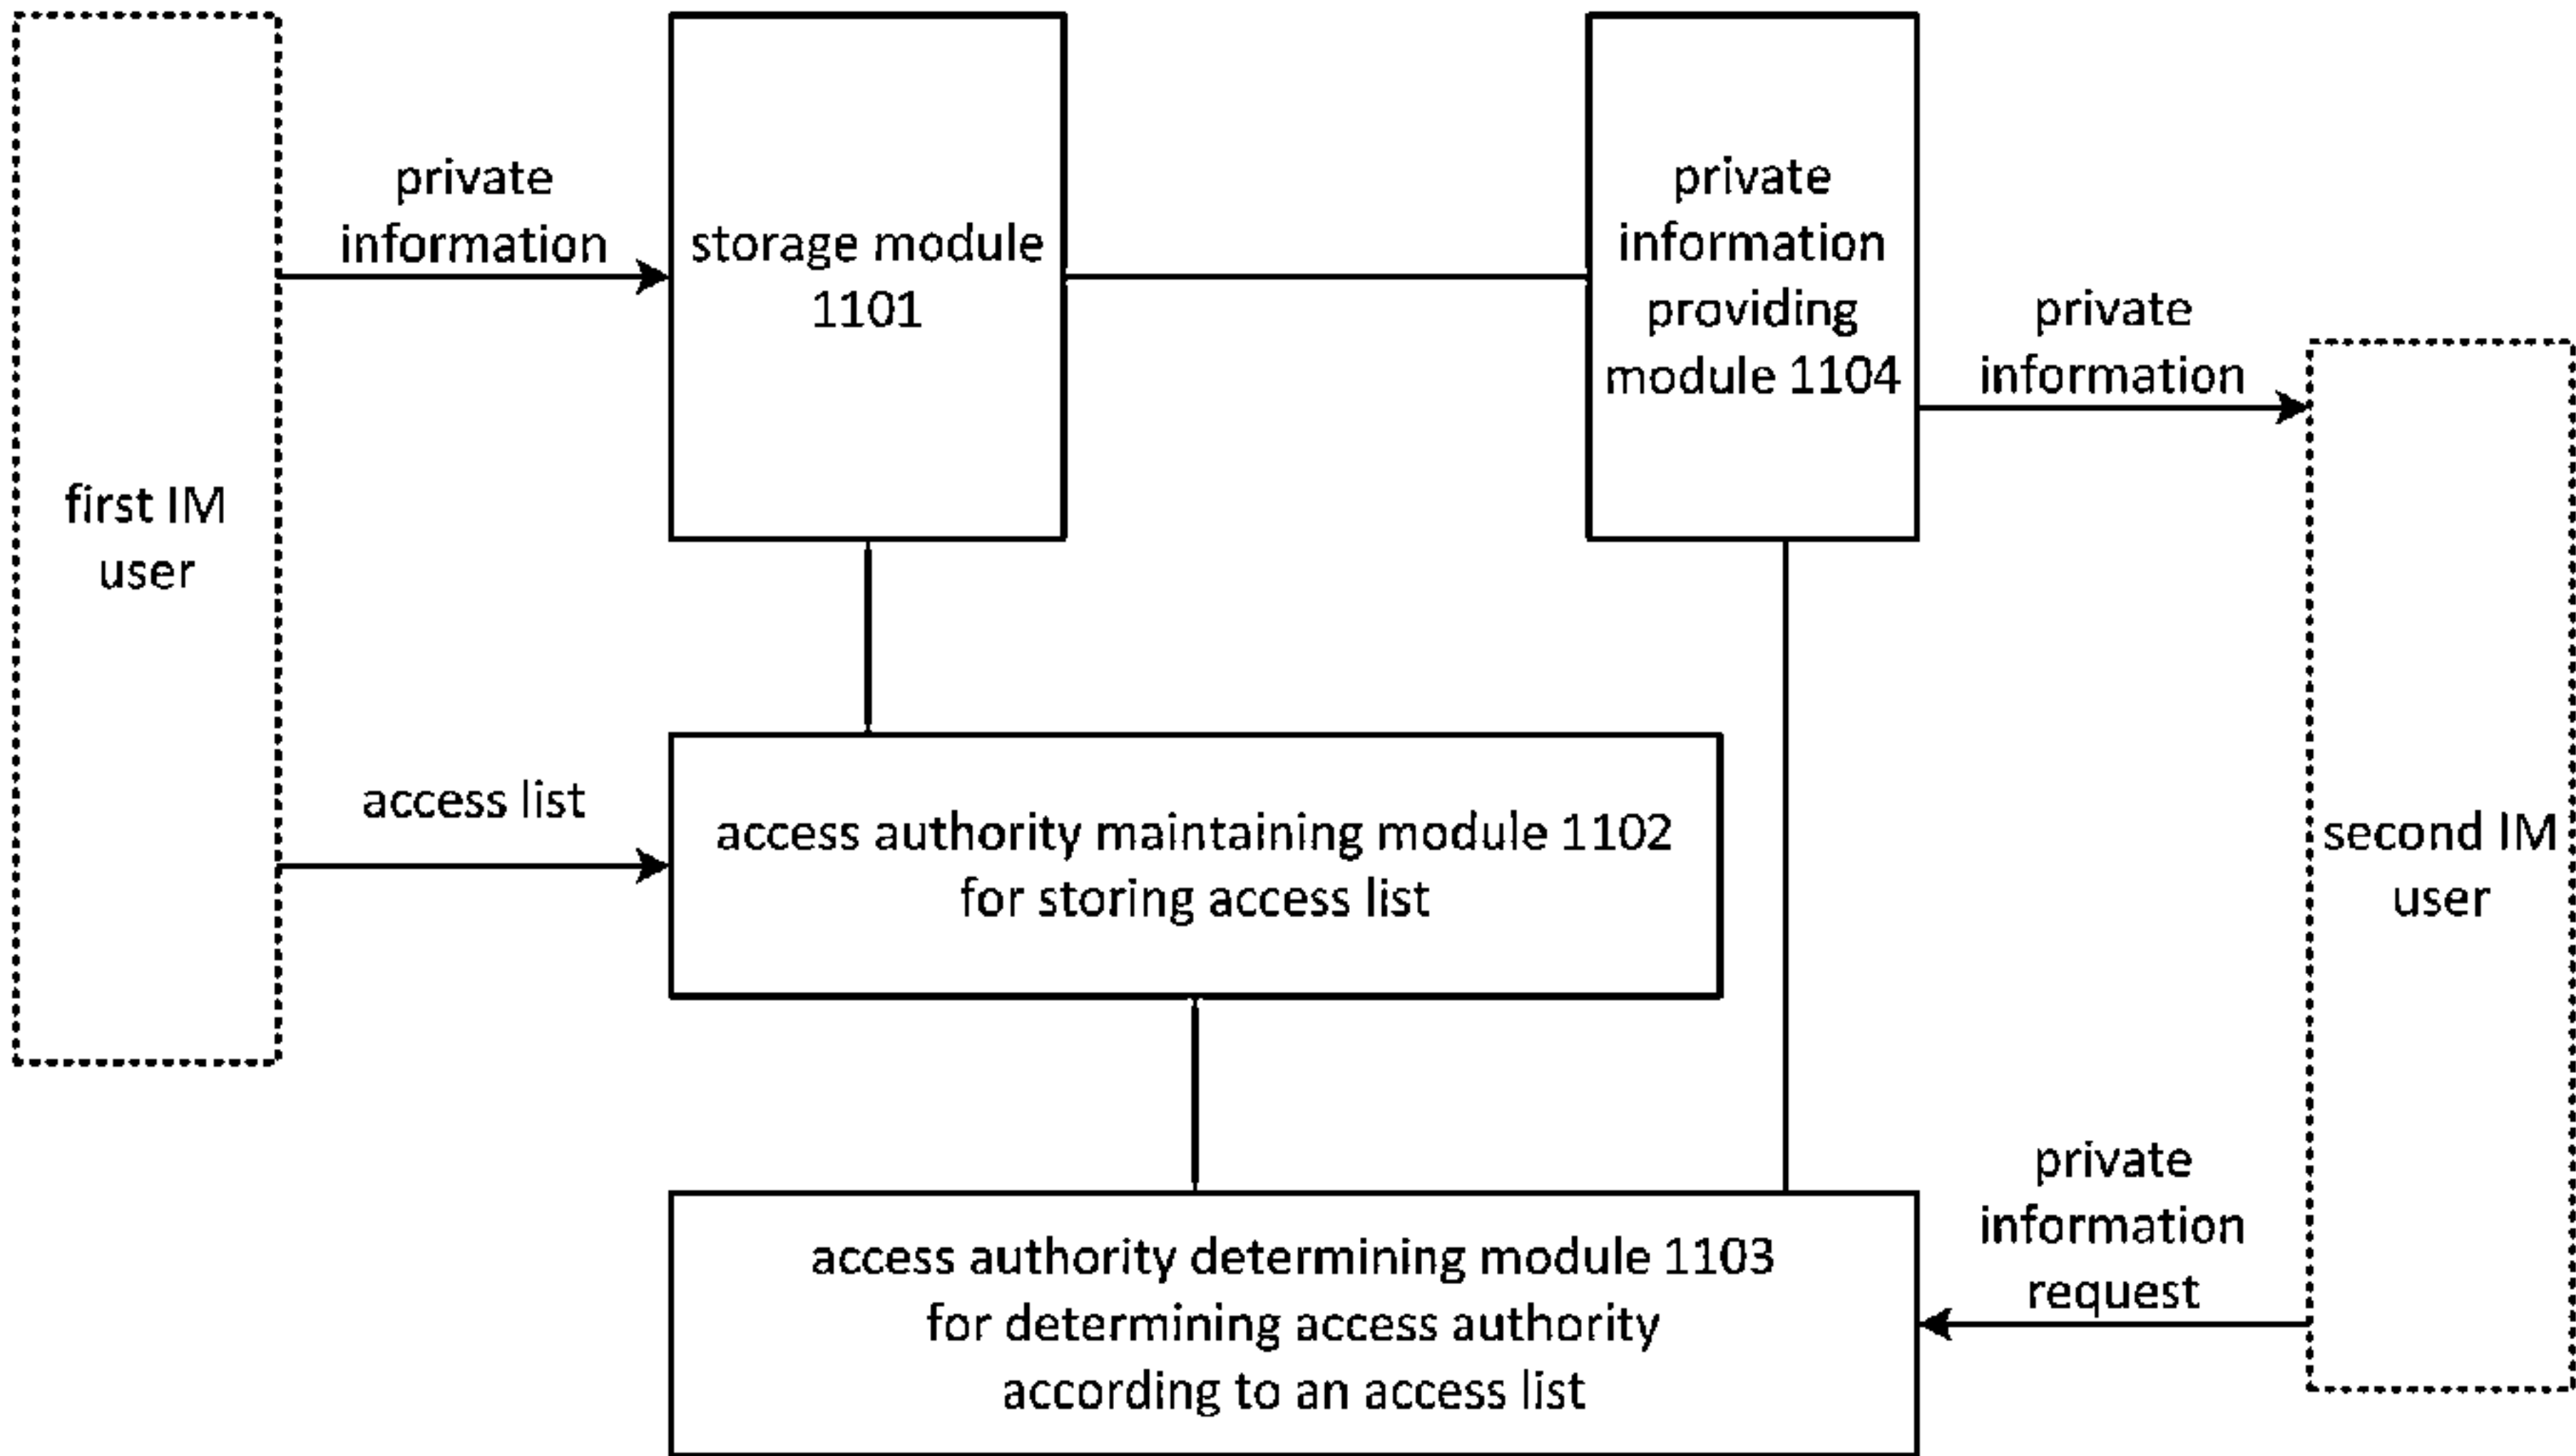 first IM
user
private
information
storage module
1101
private
information
providing
module 1104
private
information
access list
access authority maintaining module 1102
for storing access list
second IM
user
access authority determining module 1103
for determining access authority
according to an access list
private
information
request